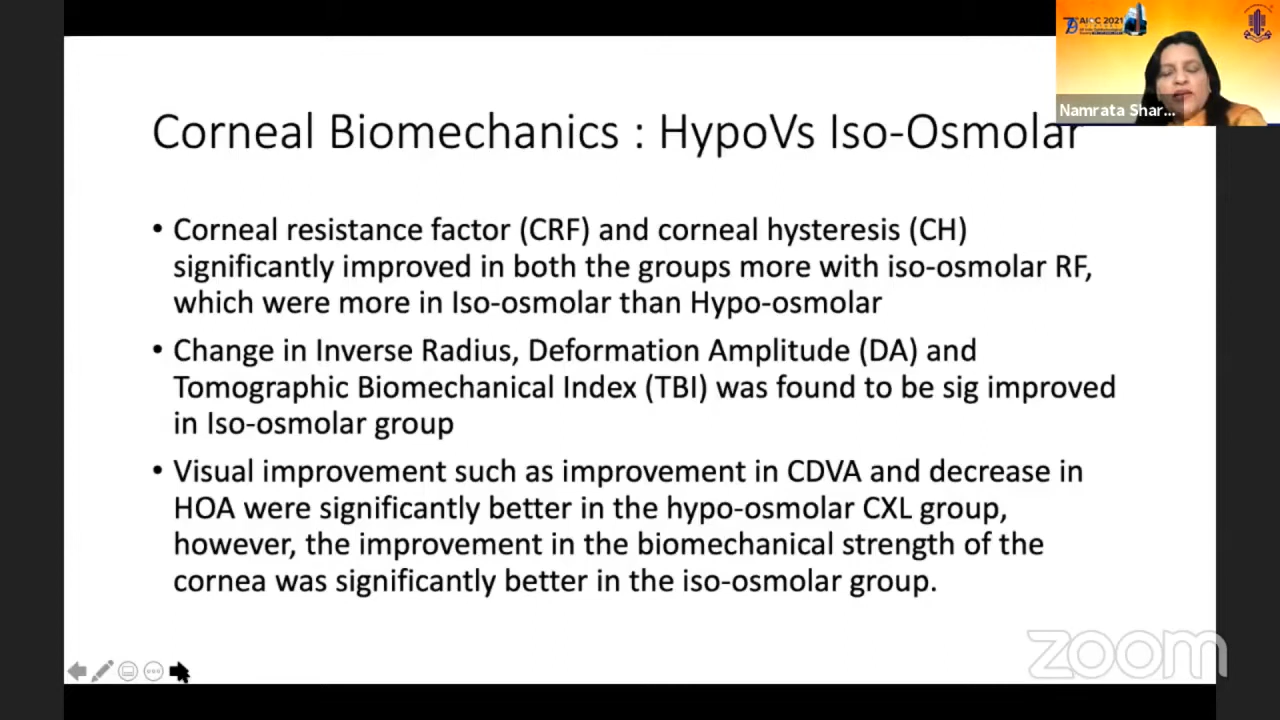 AIOC 2021
Namrata Shar...
Corneal Biomechanics : HypoVs Iso-Osmolar
• Corneal resistance factor (CRF) and corneal hysteresis (CH)
significantly improved in both the groups more with iso-osmolar RF,
which were more in Iso-osmolar than Hypo-osmolar
• Change in Inverse Radius, Deformation Amplitude (DA) and
Tomographic Biomechanical Index (TBI) was found to be sig improved
in Iso-osmolar group
• Visual improvement such as improvement in CDVA and decrease in
HOA were significantly better in the hypo-osmolar CXL group,
however, the improvement in the biomechanical strength of the
cornea was significantly better in the iso-osmolar group.
zoom